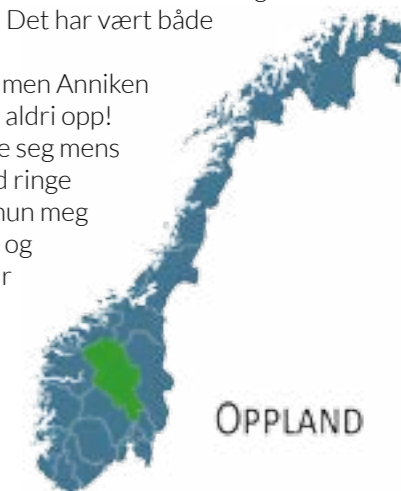 Det har vært både
men Anniken
aldri opp!
e seg mens
d ringe
hun meg
og
r
OPPLAND